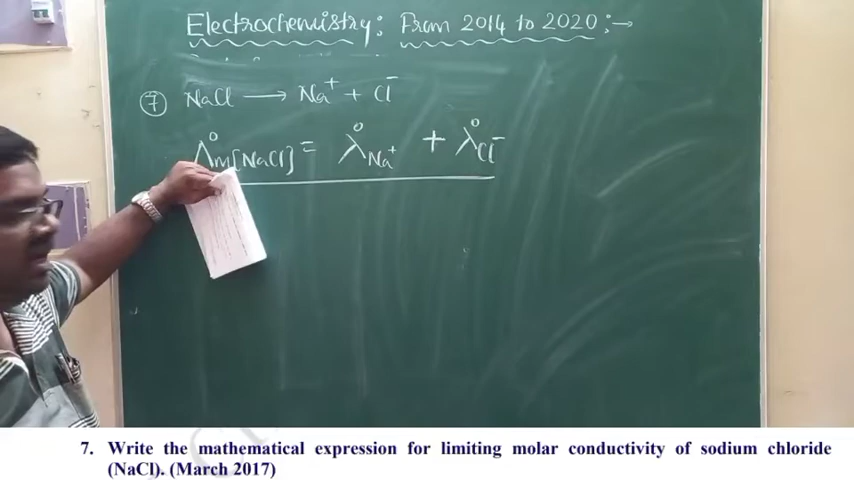 Electrochemistry: From 2014 to 2020 :→
⑦ NaCl ⟶ Na⁺ + Cl⁻
Λ°m[NaCl] = λ°Na⁺ + λ°Cl⁻
7. Write the mathematical expression for limiting molar conductivity of sodium chloride
(NaCl). (March 2017)